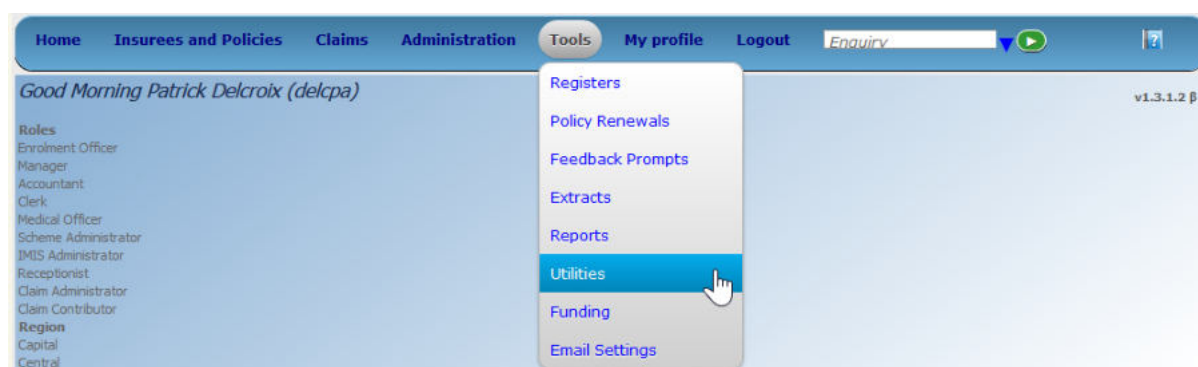 Home Insurees and Policies Claims Administration Tools My profile Logout Enquiry ?
Good Morning Patrick Delcroix (delcpa)
v1.3.1.2 β
Roles
Enrolment Officer
Manager
Accountant
Clerk
Medical Officer
Scheme Administrator
IMIS Administrator
Receptionist
Claim Administrator
Claim Contributor
Region
Capital
Central
Registers
Policy Renewals
Feedback Prompts
Extracts
Reports
Utilities
Funding
Email Settings